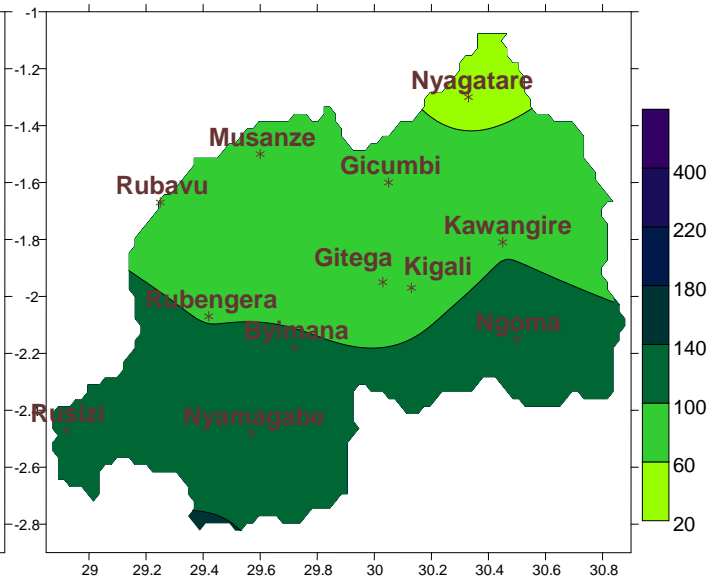 -1
-1.2
Nyagatare
-1.4
Musanze
Gicumbi
400
-1.6
Rubavu
Kawangire
220
-1.8
Gitega
Kigali
180
-2
Rubengera
Byimana
Ngoma
140
-2.2
100
-2.4
Rusizi
Nyamagabe
60
-2.6
20
-2.8
29 29.2 29.4 29.6 29.8 30 30.2 30.4 30.6 30.8